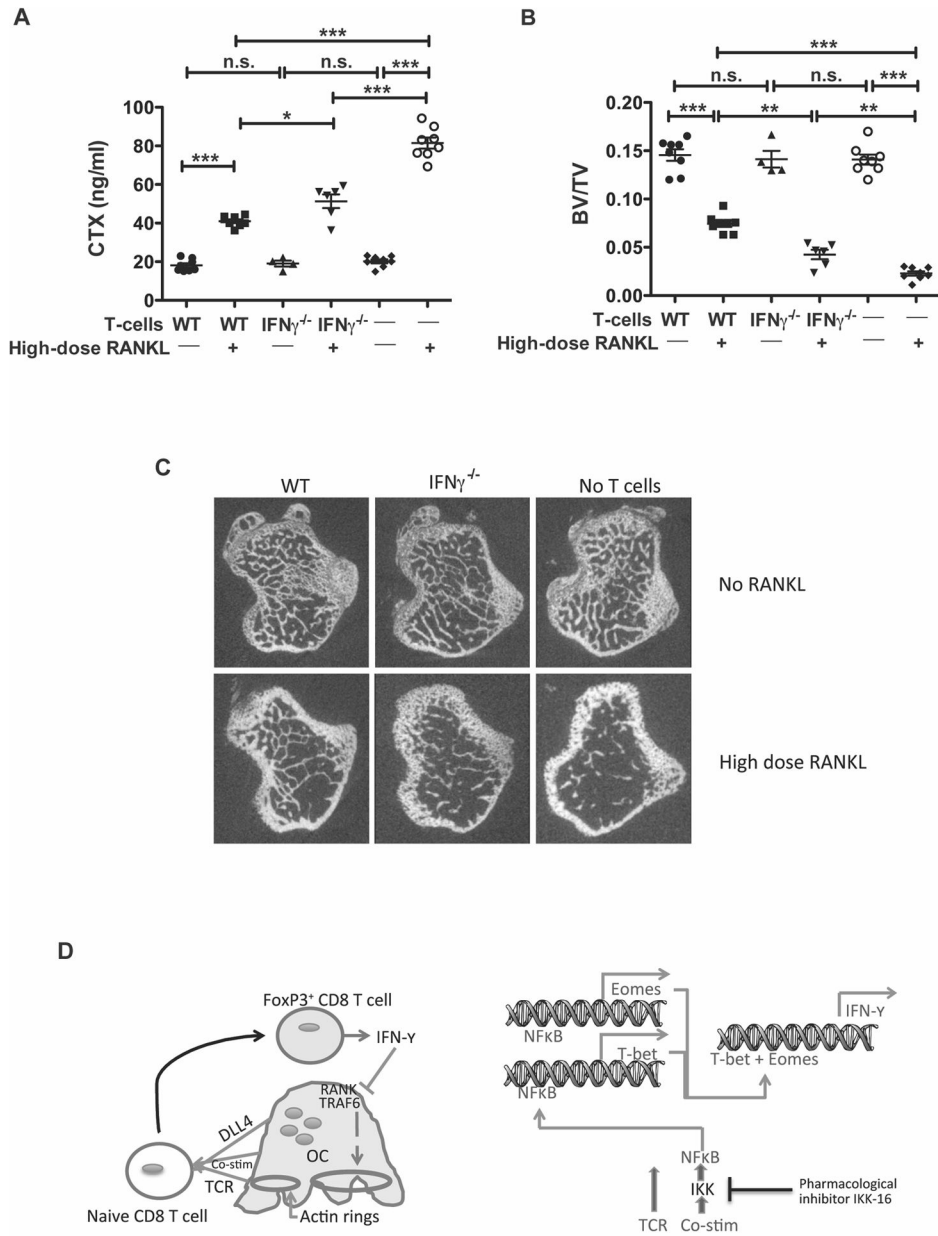 A
***
n.s. n.s. ***
***
*
***
CTX (ng/ml)
100
80
60
40
20
0
T-cells WT WT IFNγ-/- IFNγ-/- — —
High-dose RANKL — + — + — +
B
***
n.s. n.s. ***
*** ** **
BV/TV
0.20
0.15
0.10
0.05
0.00
T-cells WT WT IFNγ-/- IFNγ-/- — —
High-dose RANKL — + — + — +
C
WT IFNγ-/- No T cells
No RANKL
High dose RANKL
D
FoxP3+ CD8 T cell
IFN-γ
RANK
TRAF6
DLL4
Co-stim
OC
TCR
Naive CD8 T cell
Actin rings
Eomes
NFκB
T-bet
NFκB
IFN-γ
T-bet + Eomes
NFκB
IKK
Pharmacological
inhibitor IKK-16
TCR Co-stim